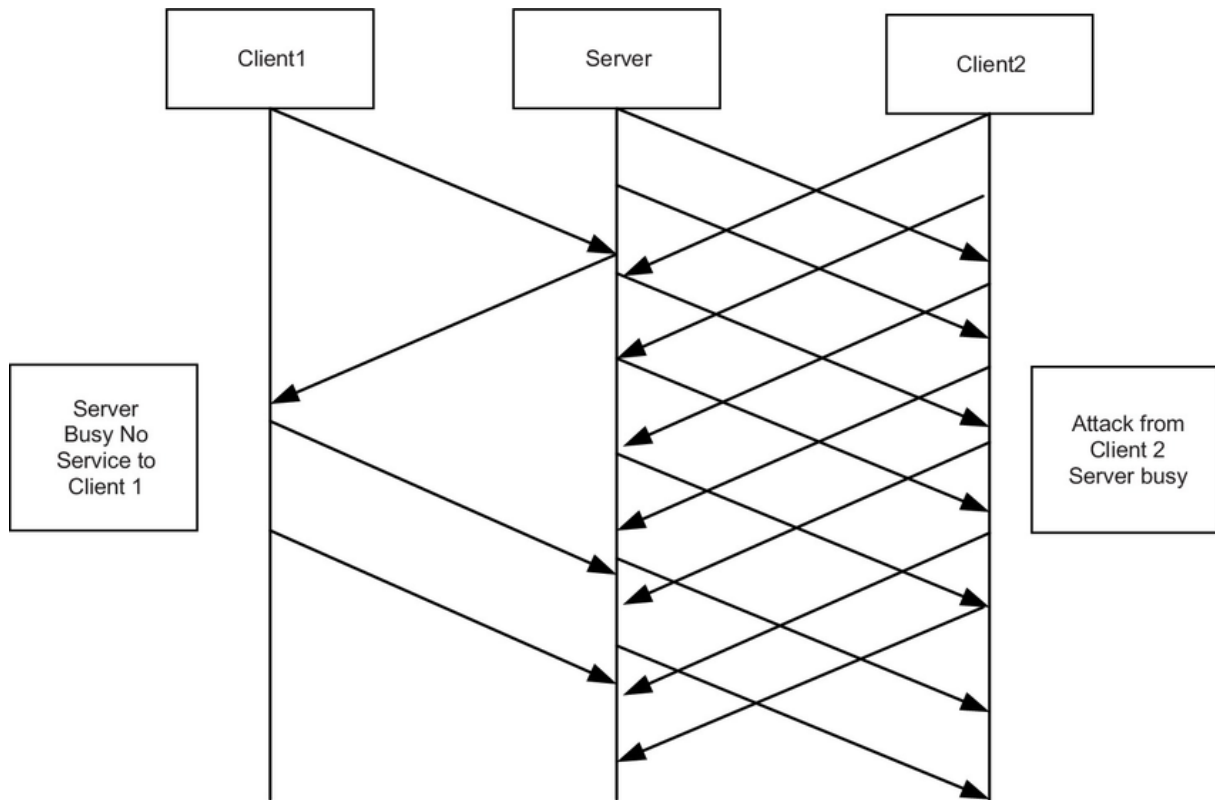 Client1
Server
Client2
Server
Busy No
Service to
Client 1
Attack from
Client 2
Server busy